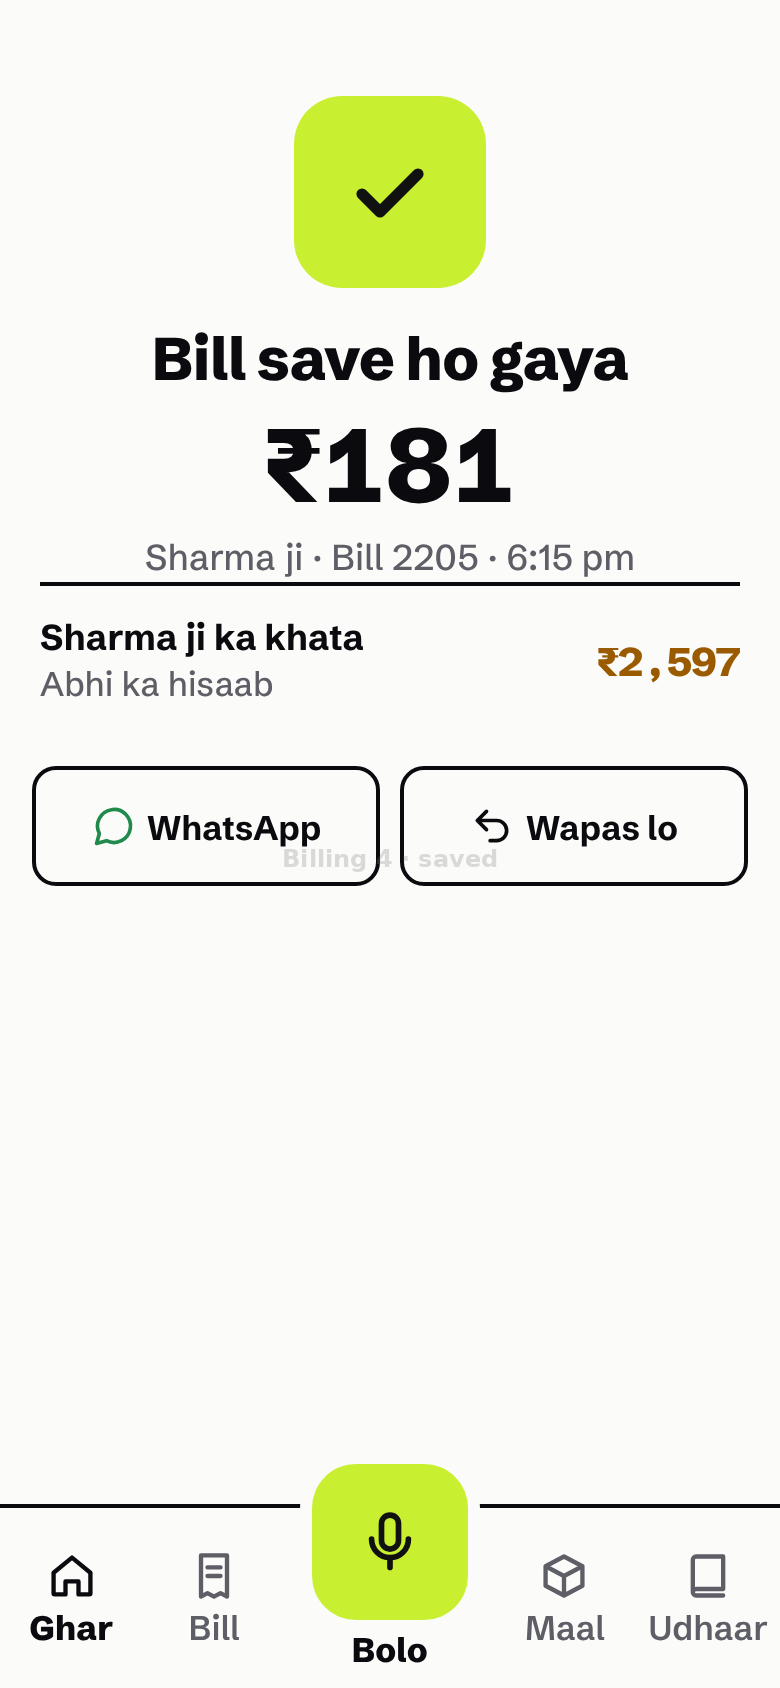 Bill save ho gaya
₹181
Sharma ji · Bill 2205 · 6:15 pm
Sharma ji ka khata
₹2,597
Abhi ka hisaab
WhatsApp
Wapas lo
Billing 4 · saved
Ghar
Bill
Bolo
Maal
Udhaar